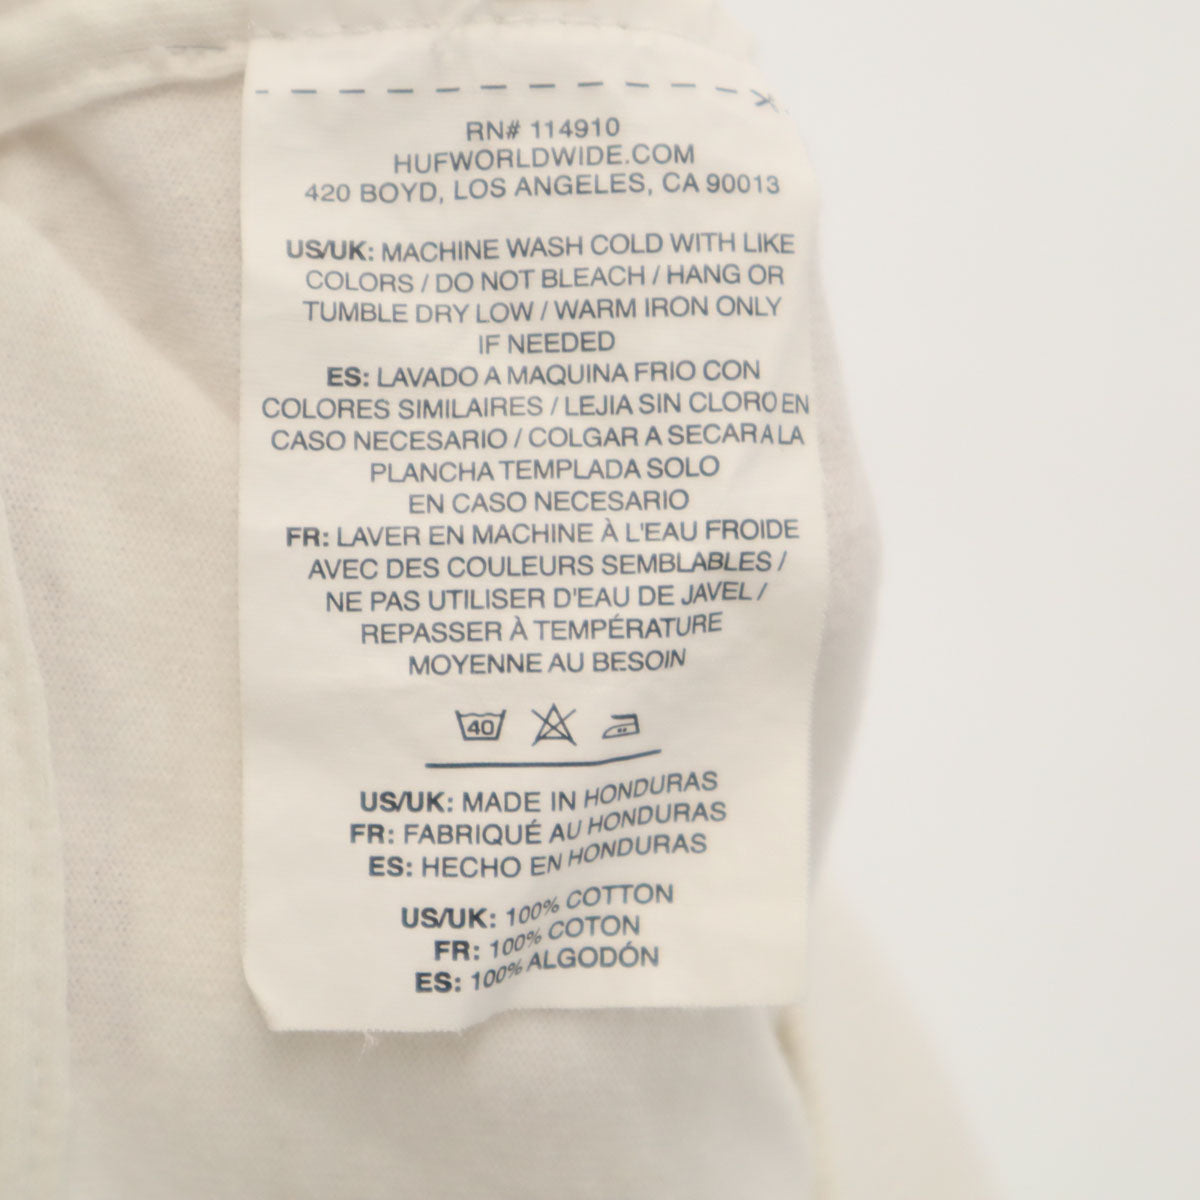 RN# 114910
HUFWORLDWIDE.COM
420 BOYD, LOS ANGELES, CA 90013
US/UK: MACHINE WASH COLD WITH LIKE
COLORS / DO NOT BLEACH / HANG OR
TUMBLE DRY LOW / WARM IRON ONLY
IF NEEDED
ES: LAVADO A MAQUINA FRIO CON
COLORES SIMILAIRES / LEJIA SIN CLORO EN
CASO NECESARIO / COLGAR A SECAR A LA
PLANCHA TEMPLADA SOLO
EN CASO NECESARIO
FR: LAVER EN MACHINE À L'EAU FROIDE
AVEC DES COULEURS SEMBLABLES /
NE PAS UTILISER D'EAU DE JAVEL /
REPASSER À TEMPÉRATURE
MOYENNE AU BESOIN
40
US/UK: MADE IN HONDURAS
FR: FABRIQUÉ AU HONDURAS
ES: HECHO EN HONDURAS
US/UK: 100% COTTON
FR: 100% COTON
ES: 100% ALGODÓN